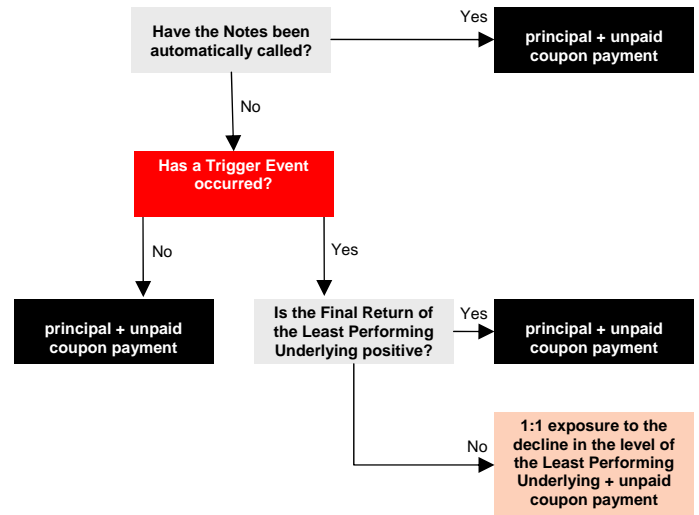 Have the Notes been
automatically called?
Yes
principal + unpaid
coupon payment
No
Has a Trigger Event
occurred?
No
Yes
principal + unpaid
coupon payment
Is the Final Return of
the Least Performing
Underlying positive?
Yes
principal + unpaid
coupon payment
No
1:1 exposure to the
decline in the level of
the Least Performing
Underlying + unpaid
coupon payment